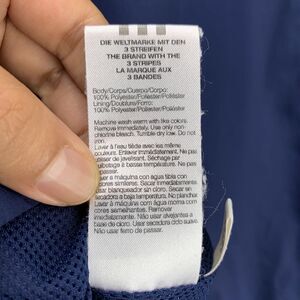 DIE WELTMARKE MIT DEN
3 STREIFEN
THE BRAND WITH THE
3 STRIPES
LA MARQUE AUX
3 BANDES
Body/Corps/Cuerpo/Corpo:
100% Polyester/Poliester/Poliéster
Lining/Doublure/Forro:
100% Polyester/Poliester/Poliéster
Machine wash warm with like colors.
Remove immediately. Use only non
chlorine bleach. Tumble dry low. Do
not iron.
Laver à l'eau tiède avec les même
couleurs. Enlever immédiatement. Ne pas
utiliser de javellisant. Séchage par
culbutage à basse température. Ne
pas repasser.
Lavar a máquina con agua tibia
con colores similares. Sacar inmediatamente.
Usar blanqueador sin cloro. Secar en
secadora a baja temperatura. No planchar.
Lavar à máquina com água morna com
cores semelhantes. Remover imediatamente.
Não usar alvejantes a
base de cloro. Usar secadora ciclo suave.
Não usar ferro de passar.